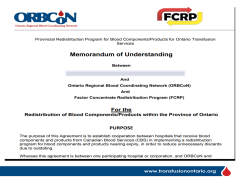 ORBCoN
Ontario Regional Blood Coordinating Network
FCRP
Provincial Redistribution Program for Blood Components/Products for Ontario Transfusion
Services
Memorandum of Understanding
Between
And
Ontario Regional Blood Coordinating Network (ORBCoN)
And
Factor Concentrate Redistribution Program (FCRP)
For the
Redistribution of Blood Components/Products within the Province of Ontario
PURPOSE
The purpose of this Agreement is to establish cooperation between hospitals that receive blood
components and products from Canadian Blood Services (CBS) in implementing a redistribution
program for blood components and products nearing expiry, in order to reduce unnecessary discards
due to outdating.
Whereas this agreement is between one participating hospital or corporation, and ORBCoN and
www.transfusionontario.org